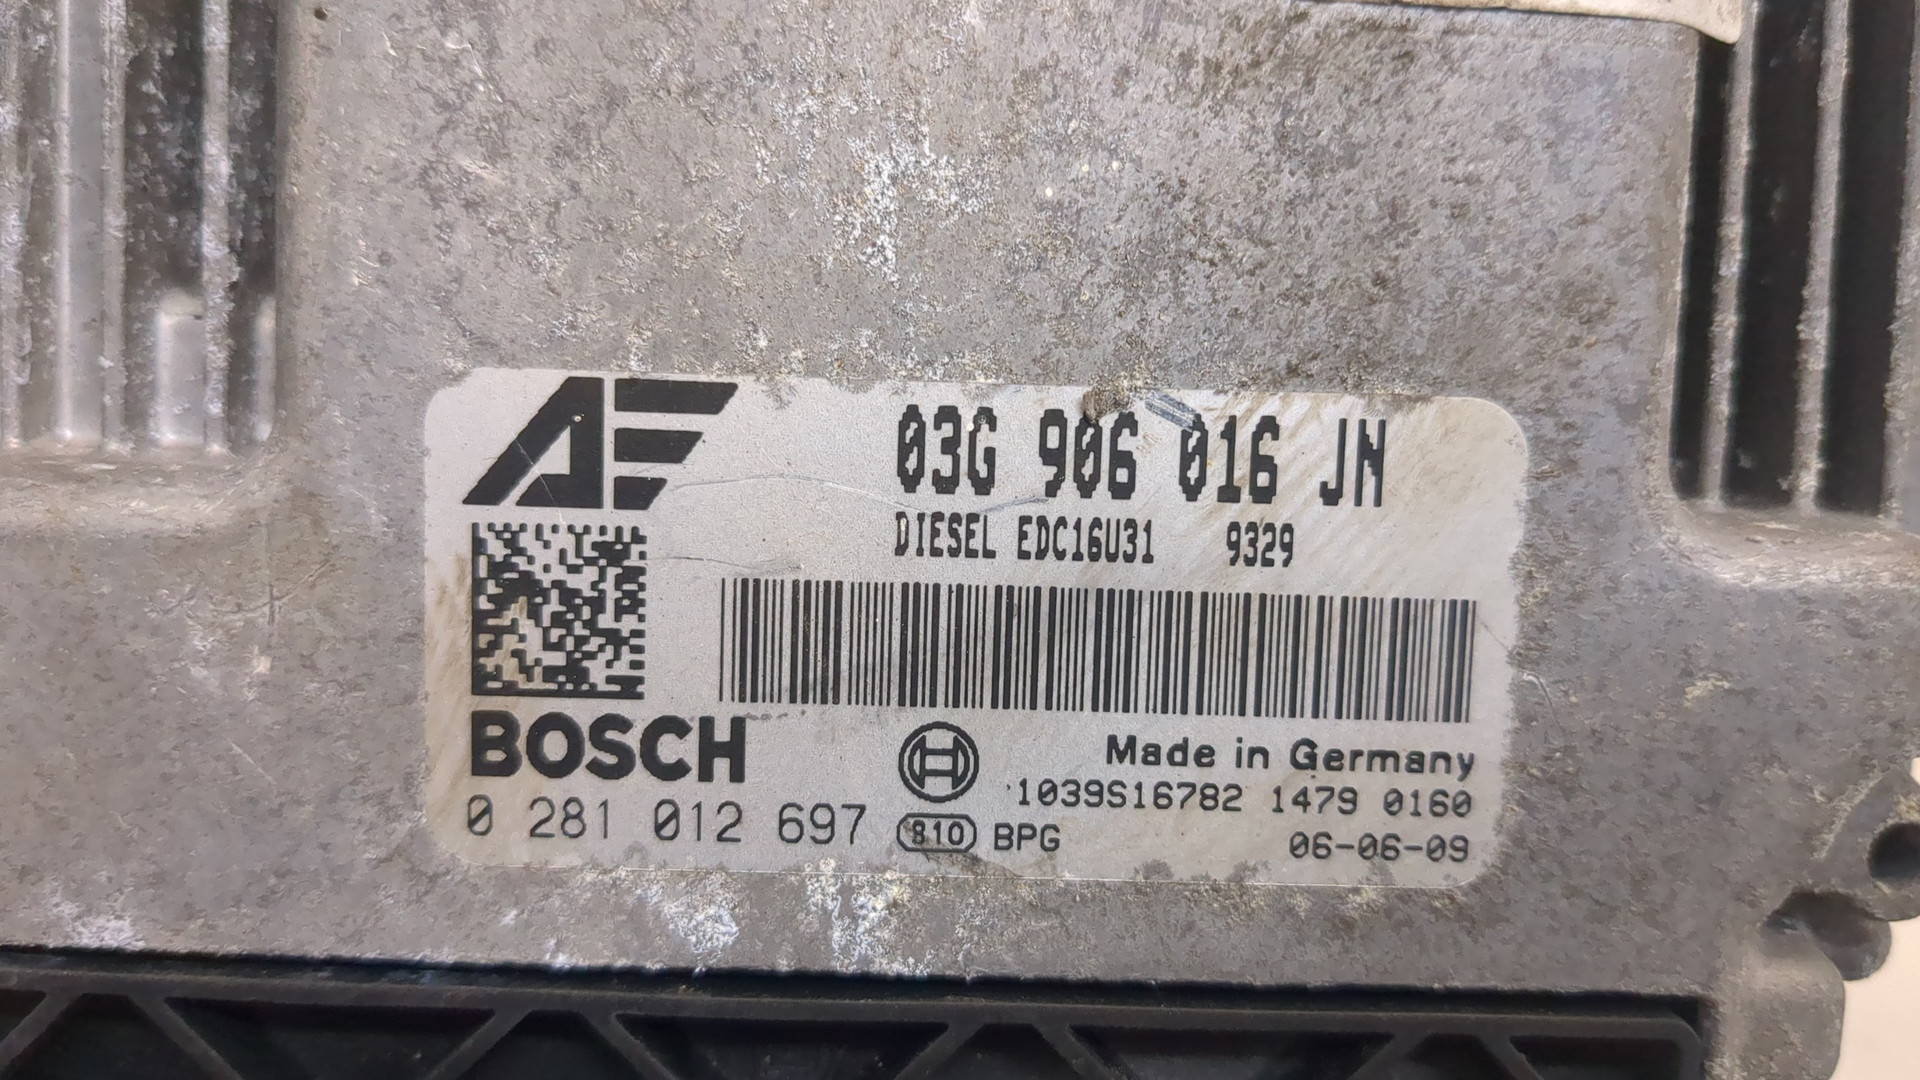 AE
03G 906 016 JN
DIESEL EDC16U31 9329
BOSCH
Made in Germany
1039S16782 1479 0160
0 281 012 697
810 BPG
06-06-09